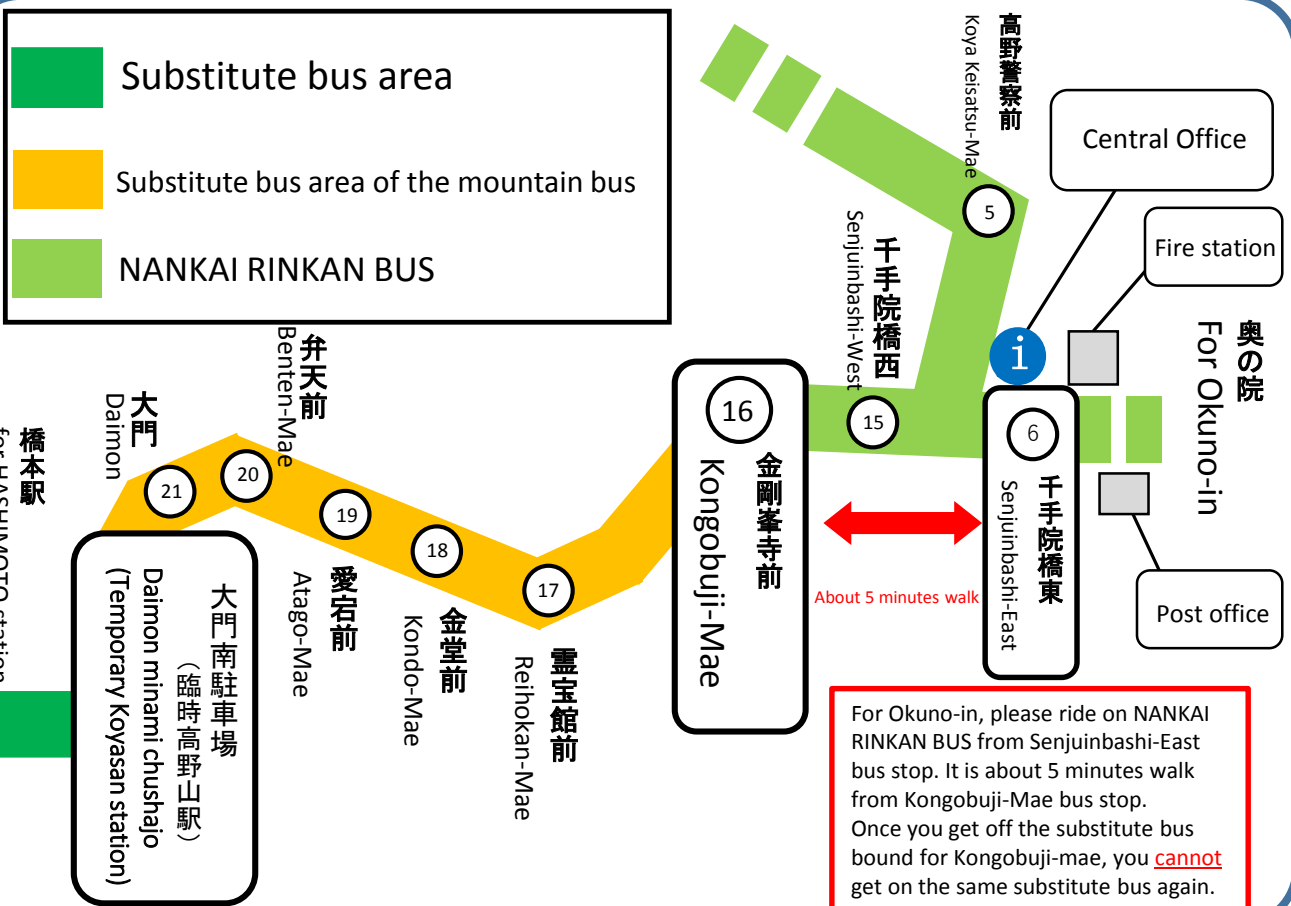 Substitute bus area
Substitute bus area of the mountain bus
NANKAI RINKAN BUS
高野警察前
Koya Keisatsu-Mae
5
Central Office
Fire station
奥の院
For Okuno-in
千手院橋西
Senjuinbashi-West
15
i
6
千手院橋東
Senjuinbashi-East
Post office
16
金剛峯寺前
Kongobuji-Mae
About 5 minutes walk
霊宝館前
Reihokan-Mae
17
金堂前
Kondo-Mae
18
愛宕前
Atago-Mae
19
弁天前
Benten-Mae
20
大門
Daimon
21
橋本駅
for HASHIMOTO station
大門南駐車場
（臨時高野山駅）
Daimon minami chushajo
(Temporary Koyasan station)
For Okuno-in, please ride on NANKAI
RINKAN BUS from Senjuinbashi-East
bus stop. It is about 5 minutes walk
from Kongobuji-Mae bus stop.
Once you get off the substitute bus
bound for Kongobuji-mae, you cannot
get on the same substitute bus again.